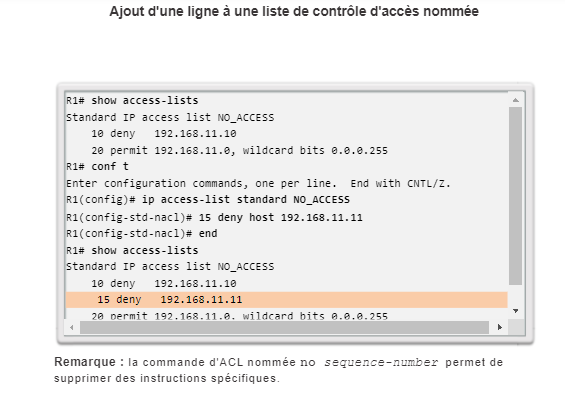 Ajout d'une ligne à une liste de contrôle d'accès nommée
R1# show access-lists
Standard IP access list NO_ACCESS
10 deny   192.168.11.10
20 permit 192.168.11.0, wildcard bits 0.0.0.255
R1# conf t
Enter configuration commands, one per line.  End with CNTL/Z.
R1(config)# ip access-list standard NO_ACCESS
R1(config-std-nacl)# 15 deny host 192.168.11.11
R1(config-std-nacl)# end
R1# show access-lists
Standard IP access list NO_ACCESS
10 deny   192.168.11.10
15 deny   192.168.11.11
20 permit 192.168.11.0, wildcard bits 0.0.0.255
Remarque : la commande d'ACL nommée no sequence-number permet de
supprimer des instructions spécifiques.